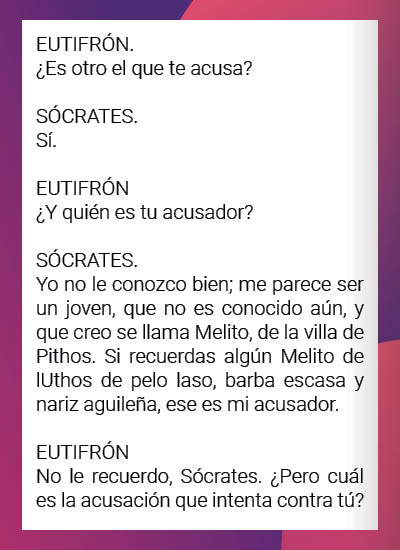 EUTIFRÓN.
¿Es otro el que te acusa?
SÓCRATES.
Sí.
EUTIFRÓN
¿Y quién es tu acusador?
SÓCRATES.
Yo no le conozco bien; me parece ser
un joven, que no es conocido aún, y
que creo se llama Melito, de la villa de
Pithos. Si recuerdas algún Melito de
lUthos de pelo laso, barba escasa y
nariz aguileña, ese es mi acusador.
EUTIFRÓN
No le recuerdo, Sócrates. ¿Pero cuál
es la acusación que intenta contra tú?